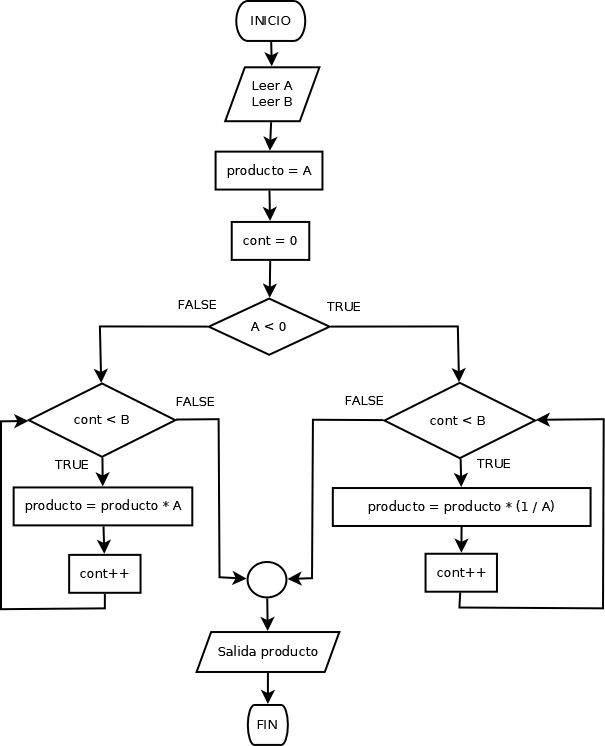 INICIO
Leer A
Leer B
producto = A
cont = 0
FALSE
TRUE
A < 0
cont < B
FALSE
TRUE
producto = producto * A
cont++
FALSE
cont < B
TRUE
producto = producto * (1 / A)
cont++
Salida producto
FIN